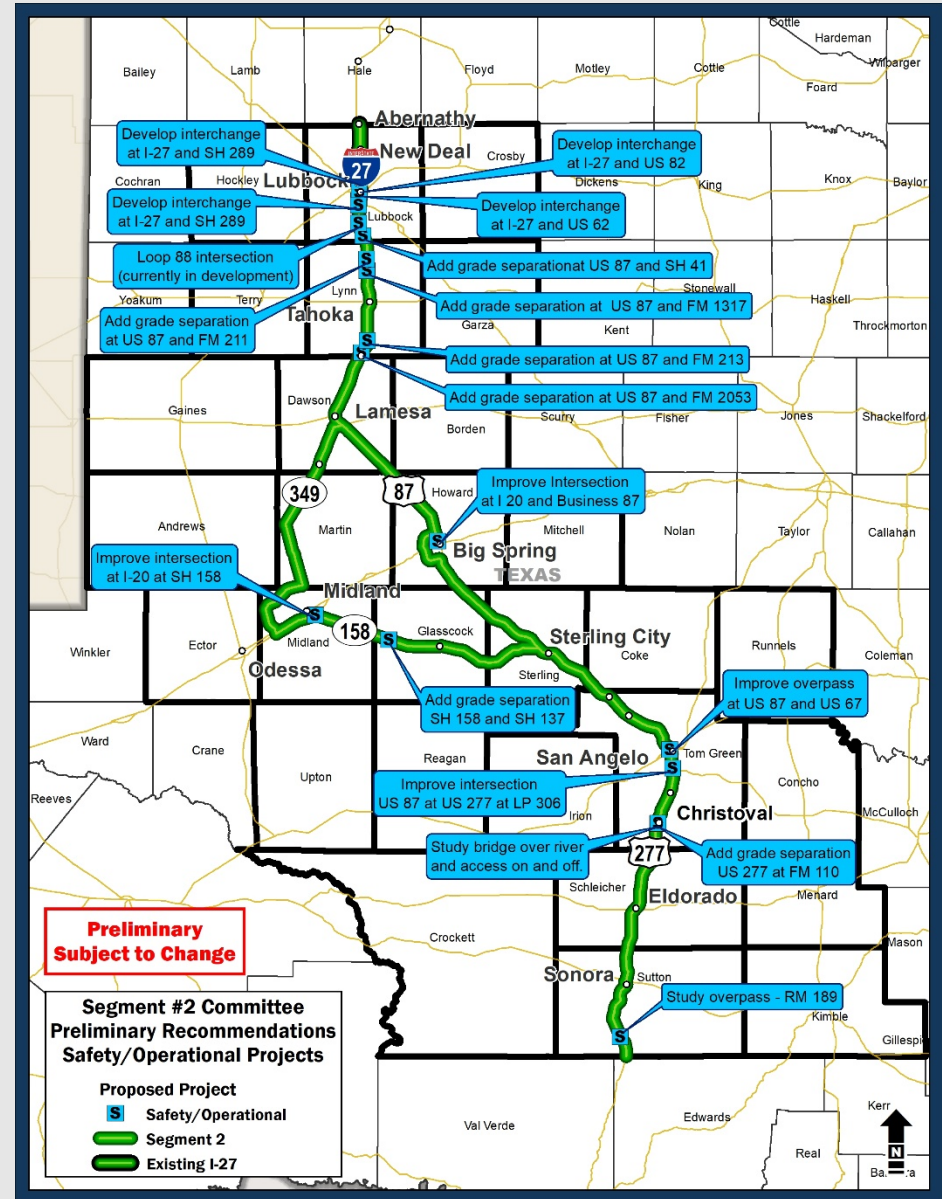 Cottle
Hardeman
Wilbarger
Bailey
Lamb
Hale
Floyd
Motley
Cottle
Foard
Abernathy
Develop interchange
at I-27 and SH 289
INTERSTATE
27
New Deal
Crosby
Develop interchange
at I-27 and US 82
Cochran
Hockley
Lubbock
Dickens
King
Knox
Baylor
Develop interchange
at I-27 and SH 289
S
Lubbock
Develop interchange
at I-27 and US 62
S
S
Loop 88 intersection
(currently in development)
S
S
Add grade separationat US 87 and SH 41
Yoakum
Terry
Lynn
Stonewall
Haskell
Add grade separation at US 87 and FM 1317
Tahoka
Garza
Kent
Throckmorton
Add grade separation
at US 87 and FM 211
S
S
Add grade separation at US 87 and FM 213
Add grade separation at US 87 and FM 2053
Gaines
Dawson
Lamesa
Borden
Scurry
Fisher
Jones
Shackelford
349
87
Howard
Improve Intersection
at I 20 and Business 87
Andrews
Martin
S
Mitchell
Nolan
Taylor
Callahan
Big Spring
TEXAS
Improve intersection
at I-20 at SH 158
Midland
S
158
S
Winkler
Ector
Midland
Glasscock
Sterling City
Coke
Runnels
Coleman
Odessa
Sterling
Add grade separation
SH 158 and SH 137
Improve overpass
at US 87 and US 67
Ward
Crane
Upton
Reagan
San Angelo
S
Tom Green
Concho
S
Reeves
Improve intersection
US 87 at US 277 at LP 306
Irion
Christoval
McCulloch
S
Study bridge over river
and access on and off.
277
Add grade separation
US 277 at FM 110
Schleicher
Eldorado
Menard
Preliminary
Subject to Change
Crockett
Mason
Sonora
Sutton
Study overpass - RM 189
Kimble
S
Gillespi
Segment #2 Committee
Preliminary Recommendations
Safety/Operational Projects
Proposed Project
S Safety/Operational
Segment 2
Existing I-27
Val Verde
Edwards
Kerr
Real
N